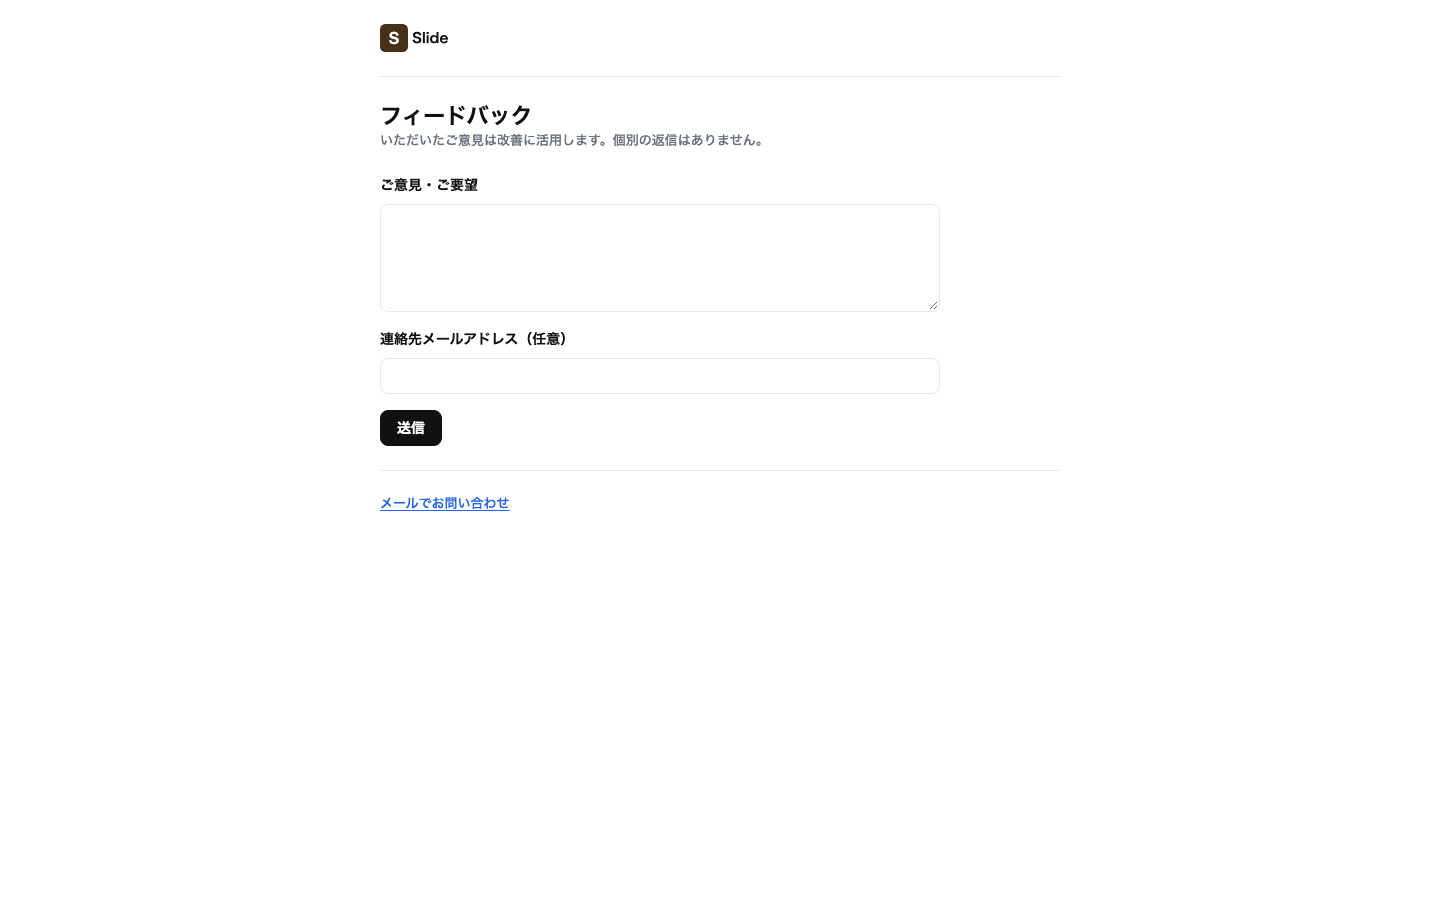 S Slide
フィードバック
いただいたご意見は改善に活用します。個別の返信はありません。
ご意見・ご要望
連絡先メールアドレス（任意）
送信
メールでお問い合わせ